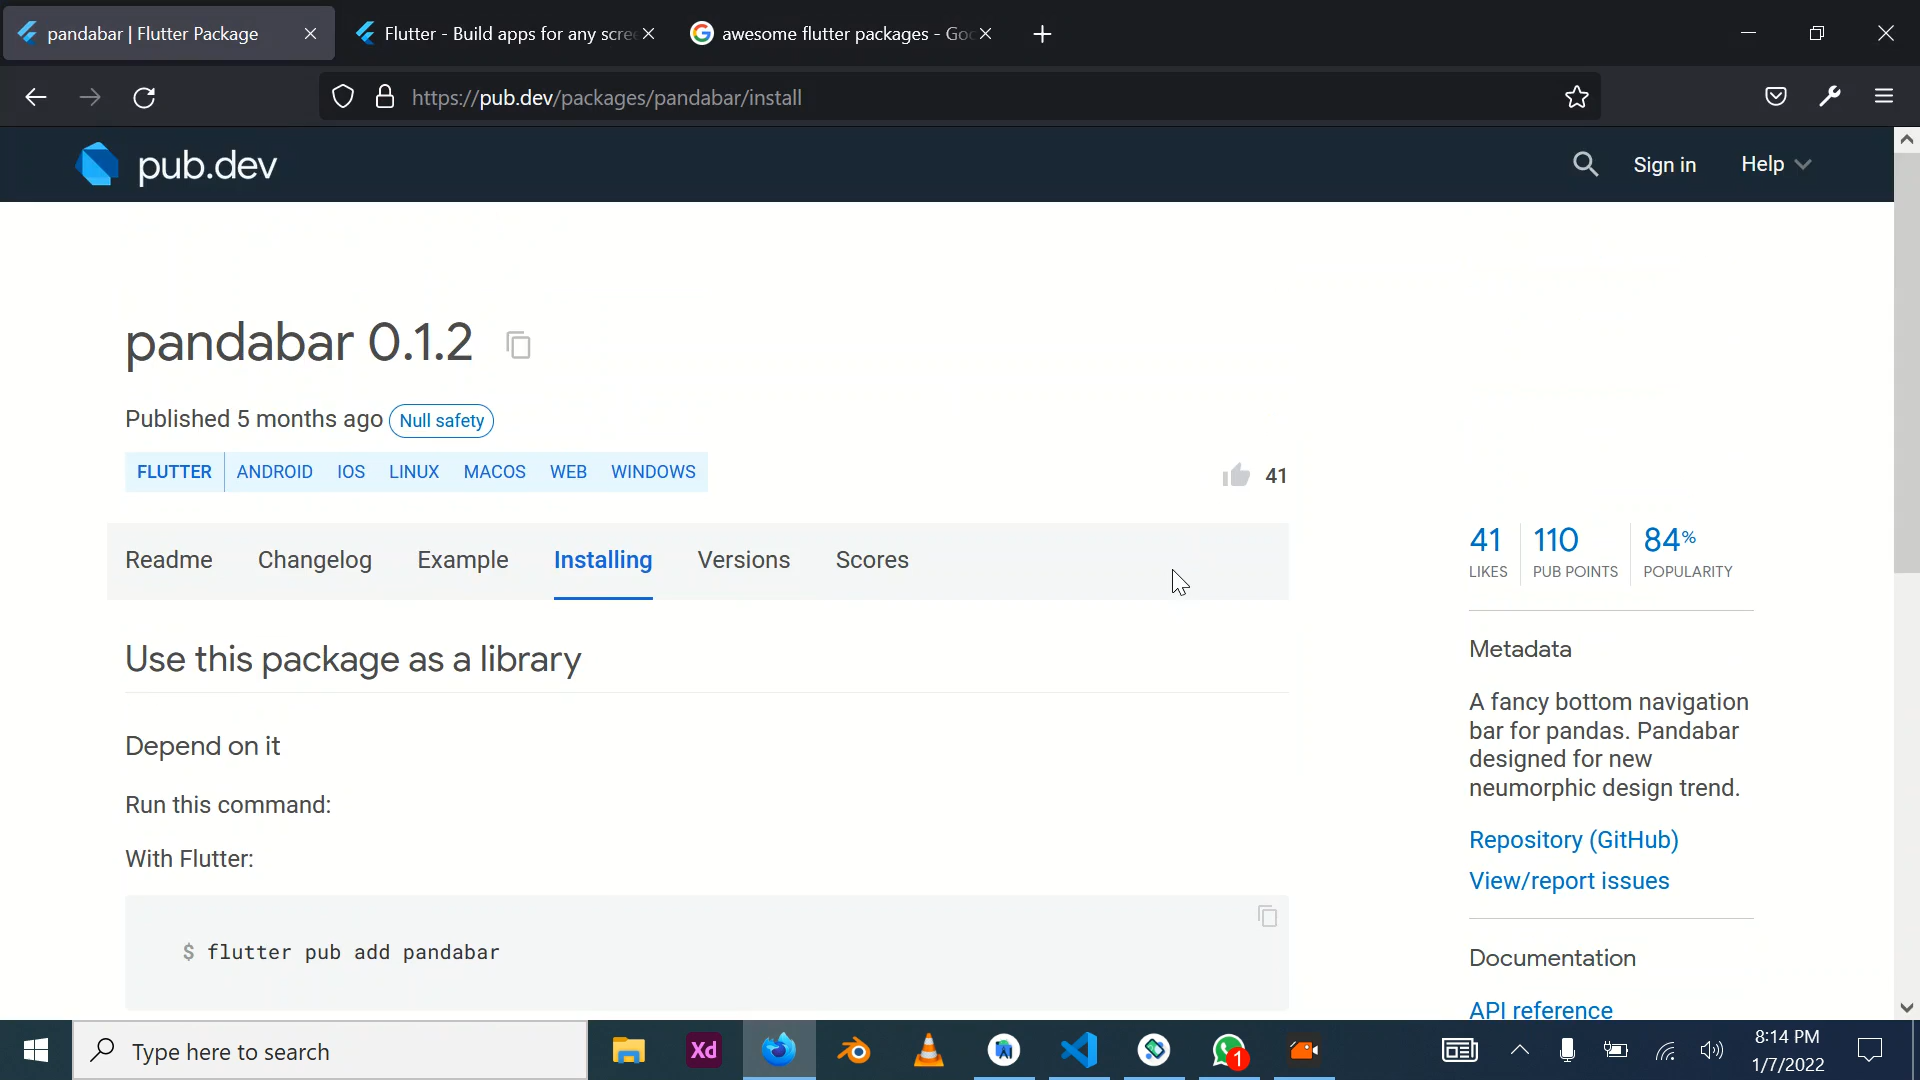 pandabar | Flutter Package
Flutter - Build apps for any scre
awesome flutter packages - Goo
https://pub.dev/packages/pandabar/install
pub.dev
Sign in
Help
pandabar 0.1.2
Published 5 months ago
Null safety
FLUTTER ANDROID IOS LINUX MACOS WEB WINDOWS
41
Readme Changelog Example Installing Versions Scores
Use this package as a library
Depend on it
Run this command:
With Flutter:
$ flutter pub add pandabar
41 110 84%
LIKES PUB POINTS POPULARITY
Metadata
A fancy bottom navigation
bar for pandas. Pandabar
designed for new
neumorphic design trend.
Repository (GitHub)
View/report issues
Documentation
API reference
Type here to search
Xd
1
8:14 PM
1/7/2022